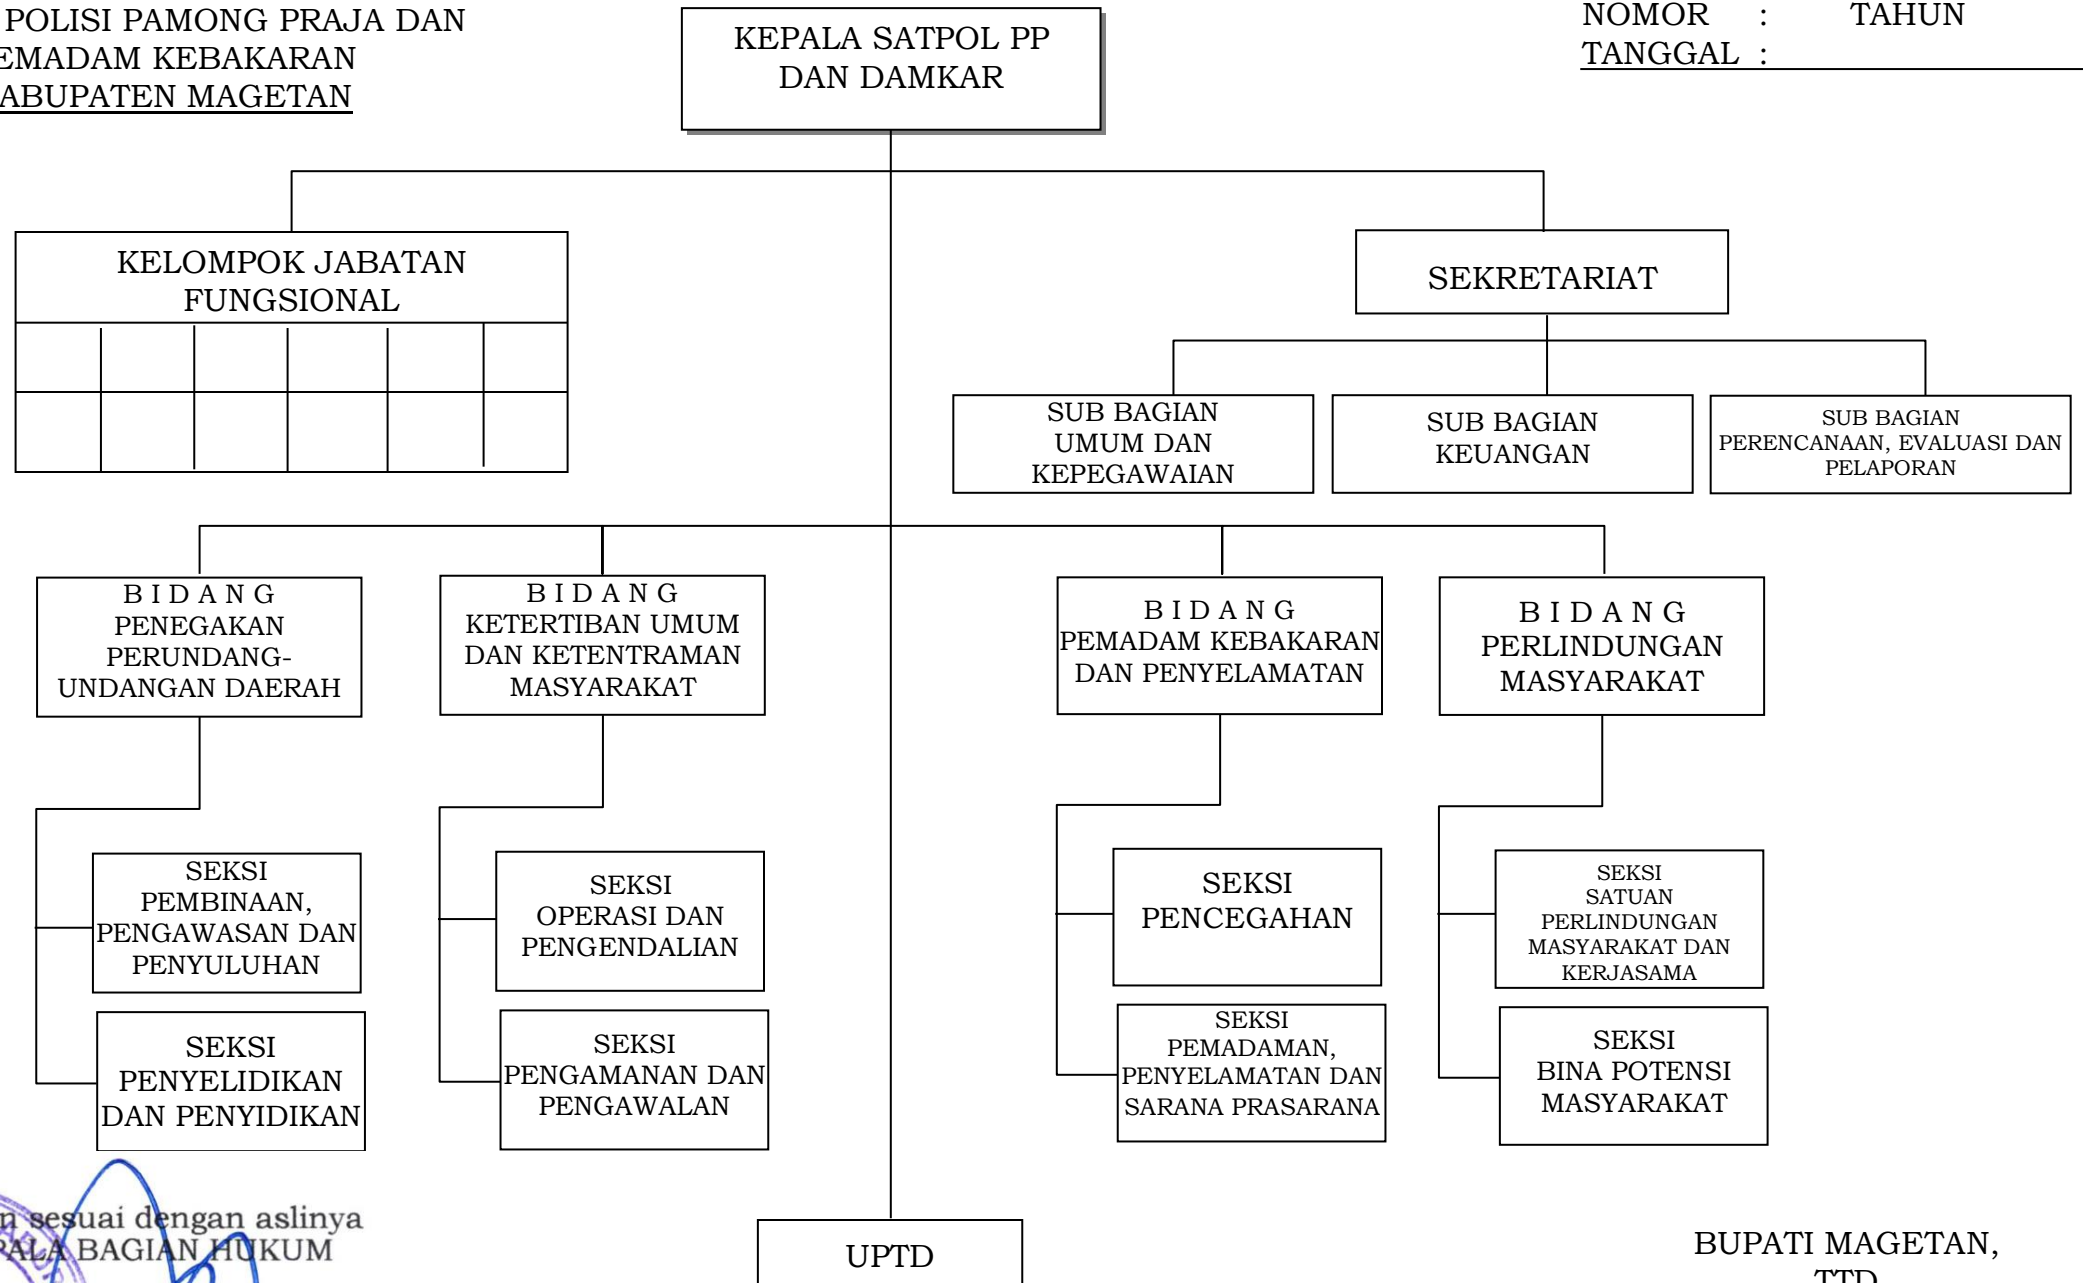 POLISI PAMONG PRAJA DAN
EMADAM KEBAKARAN
ABUPATEN MAGETAN
KEPALA SATPOL PP
DAN DAMKAR
NOMOR : TAHUN
TANGGAL :
KELOMPOK JABATAN
FUNGSIONAL
SEKRETARIAT
SUB BAGIAN
UMUM DAN
KEPEGAWAIAN
SUB BAGIAN
KEUANGAN
SUB BAGIAN
PERENCANAAN, EVALUASI DAN
PELAPORAN
B I D A N G
PENEGAKAN
PERUNDANG-
UNDANGAN DAERAH
B I D A N G
KETERTIBAN UMUM
DAN KETENTRAMAN
MASYARAKAT
B I D A N G
PEMADAM KEBAKARAN
DAN PENYELAMATAN
B I D A N G
PERLINDUNGAN
MASYARAKAT
SEKSI
PEMBINAAN,
PENGAWASAN DAN
PENYULUHAN
SEKSI
OPERASI DAN
PENGENDALIAN
SEKSI
PENCEGAHAN
SEKSI
SATUAN
PERLINDUNGAN
MASYARAKAT DAN
KERJASAMA
SEKSI
PENYELIDIKAN
DAN PENYIDIKAN
SEKSI
PENGAMANAN DAN
PENGAWALAN
SEKSI
PEMADAMAN,
PENYELAMATAN DAN
SARANA PRASARANA
SEKSI
BINA POTENSI
MASYARAKAT
n sesuai dengan aslinya
PALA BAGIAN HUKUM
UPTD
BUPATI MAGETAN,
TTD